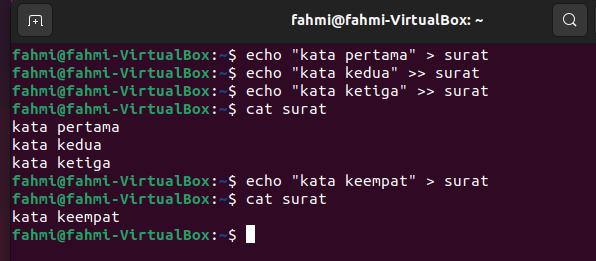 fahmi@fahmi-VirtualBox: ~
fahmi@fahmi-VirtualBox:~$ echo "kata pertama" > surat
fahmi@fahmi-VirtualBox:~$ echo "kata kedua" >> surat
fahmi@fahmi-VirtualBox:~$ echo "kata ketiga" >> surat
fahmi@fahmi-VirtualBox:~$ cat surat
kata pertama
kata kedua
kata ketiga
fahmi@fahmi-VirtualBox:~$ echo "kata keempat" > surat
fahmi@fahmi-VirtualBox:~$ cat surat
kata keempat
fahmi@fahmi-VirtualBox:~$